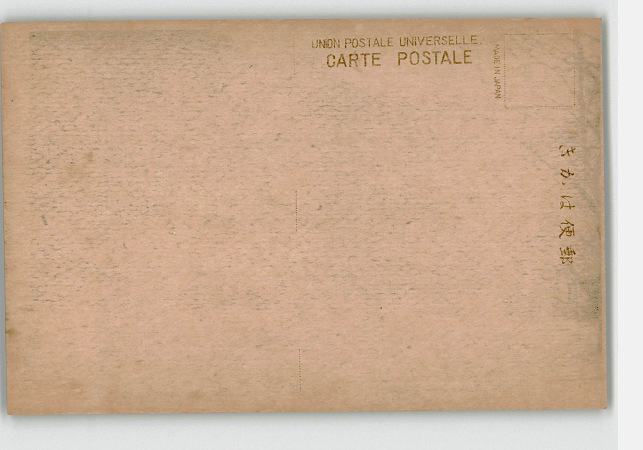 UNION POSTALE UNIVERSELLE.
CARTE POSTALE
MADE IN JAPAN
きかは便郵